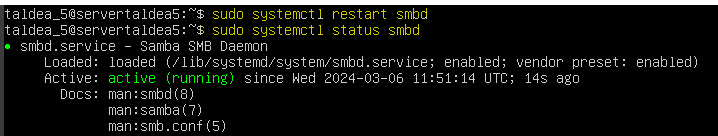 taldea_5@servertaldea5:~$ sudo systemctl restart smbd
taldea_5@servertaldea5:~$ sudo systemctl status smbd
● smbd.service – Samba SMB Daemon
Loaded: loaded (/lib/systemd/system/smbd.service; enabled; vendor preset: enabled)
Active: active (running) since Wed 2024-03-06 11:51:14 UTC; 14s ago
Docs: man:smbd(8)
man:samba(7)
man:smb.conf(5)